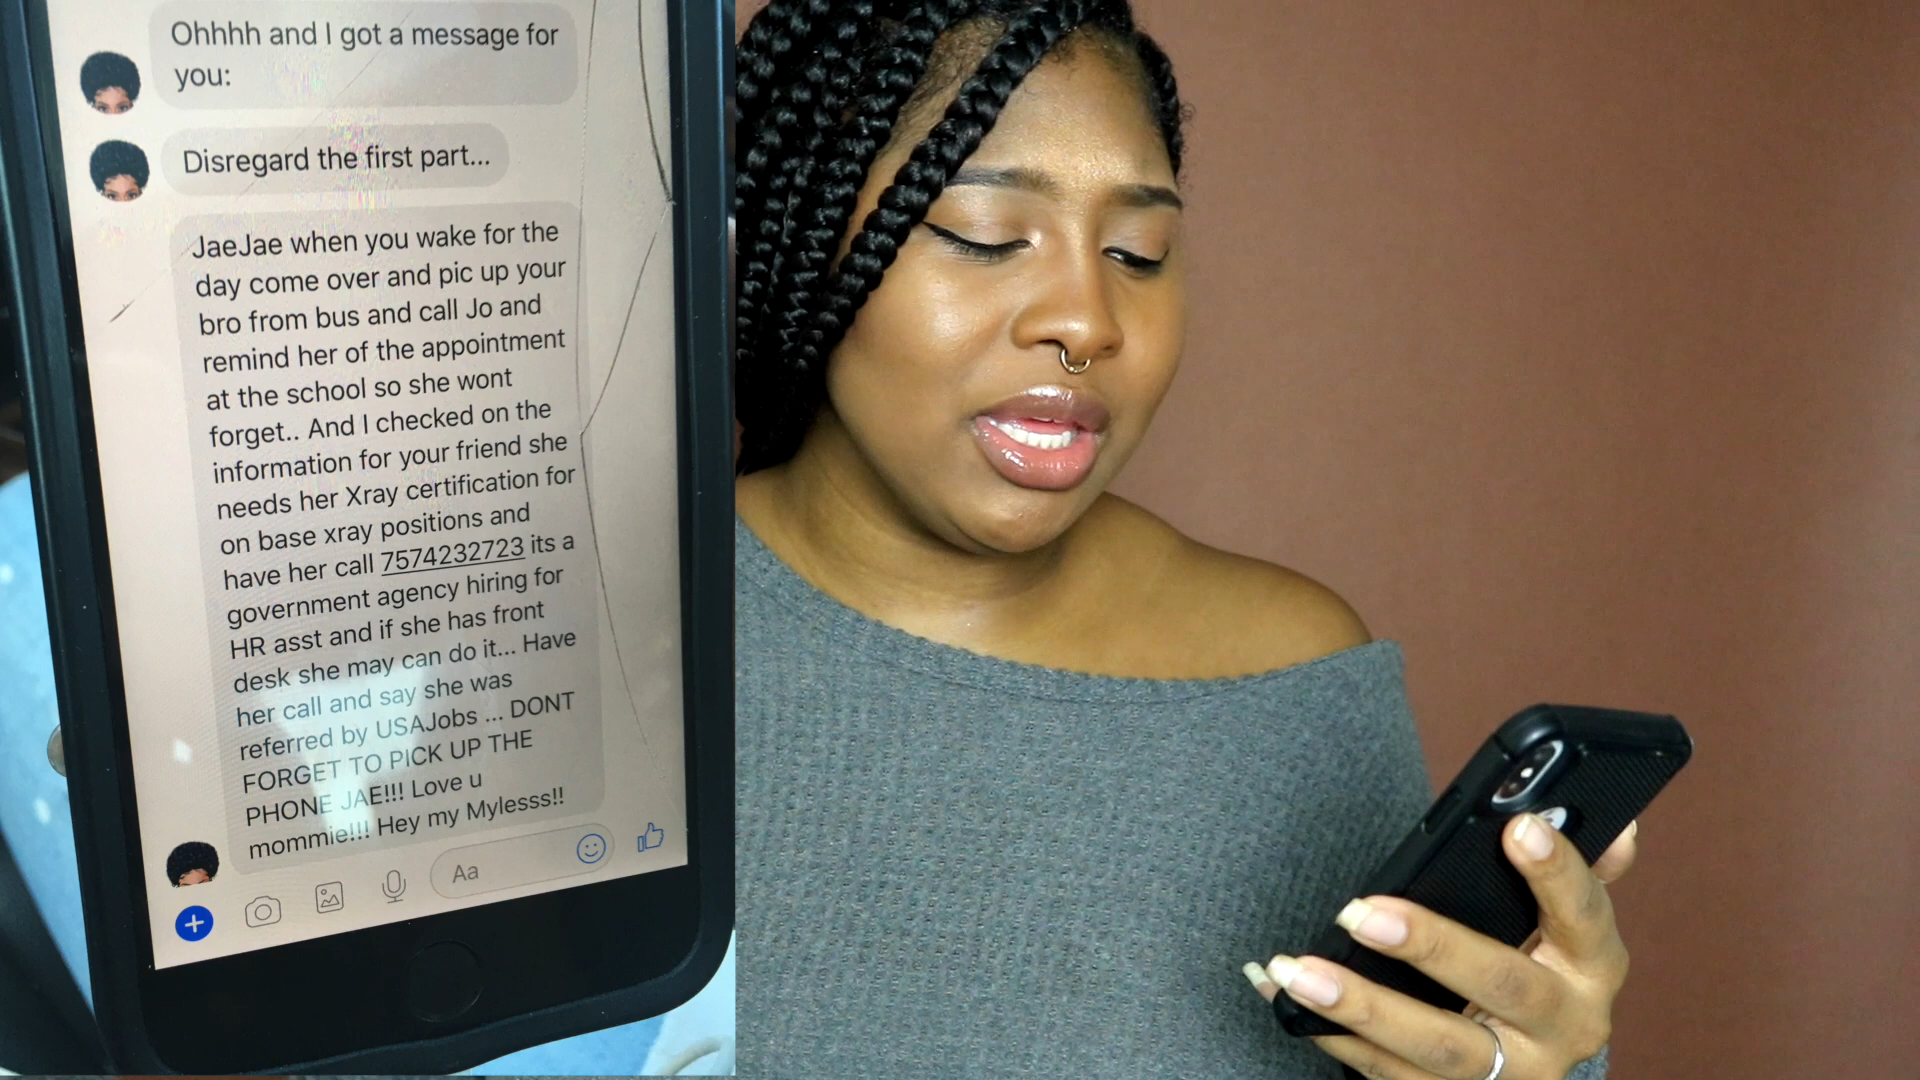 Ohhhh and I got a message for
you:
Disregard the first part...
JaeJae when you wake for the
day come over and pic up your
bro from bus and call Jo and
remind her of the appointment
at the school so she wont
forget.. And I checked on the
information for your friend she
needs her Xray certification for
on base xray positions and
have her call 7574232723 its a
government agency hiring for
HR asst and if she has front
desk she may can do it... Have
her call and say she was
referred by USAJobs ... DONT
FORGET TO PICK UP THE
PHONE JAE!!! Love u
mommie!!! Hey my Mylesss!!
Aa